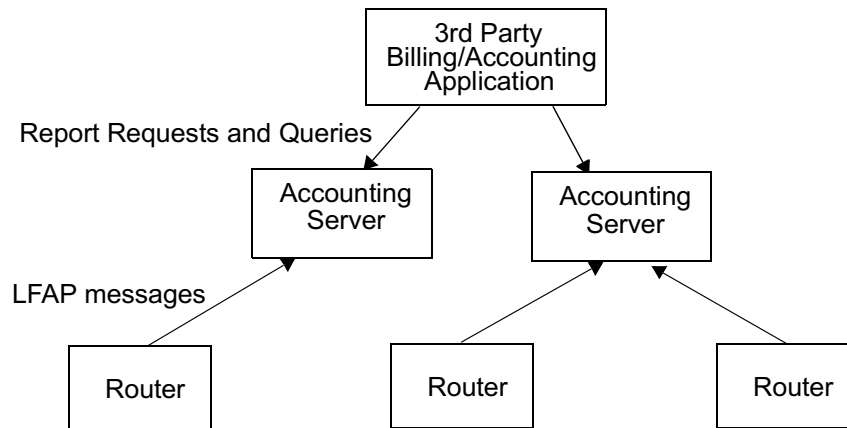 3rd Party
Billing/Accounting
Application
Report Requests and Queries
Accounting
Server
Accounting
Server
LFAP messages
Router
Router
Router